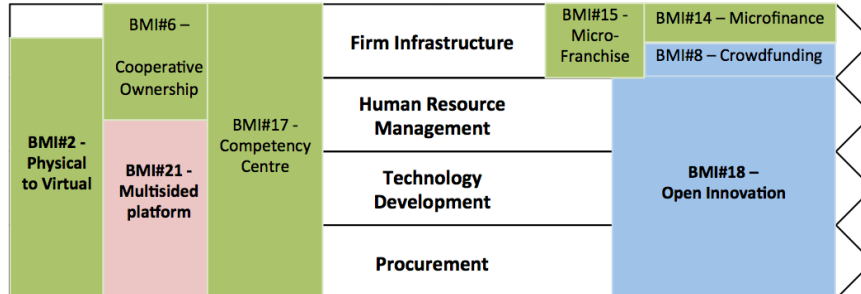 BMI#2 -
Physical
to Virtual
BMI#6 –
Cooperative
Ownership
BMI#21 -
Multisided
platform
BMI#17 -
Competency
Centre
Firm Infrastructure
Human Resource
Management
Technology
Development
Procurement
BMI#15 -
Micro-
Franchise
BMI#14 – Microfinance
BMI#8 – Crowdfunding
BMI#18 –
Open Innovation